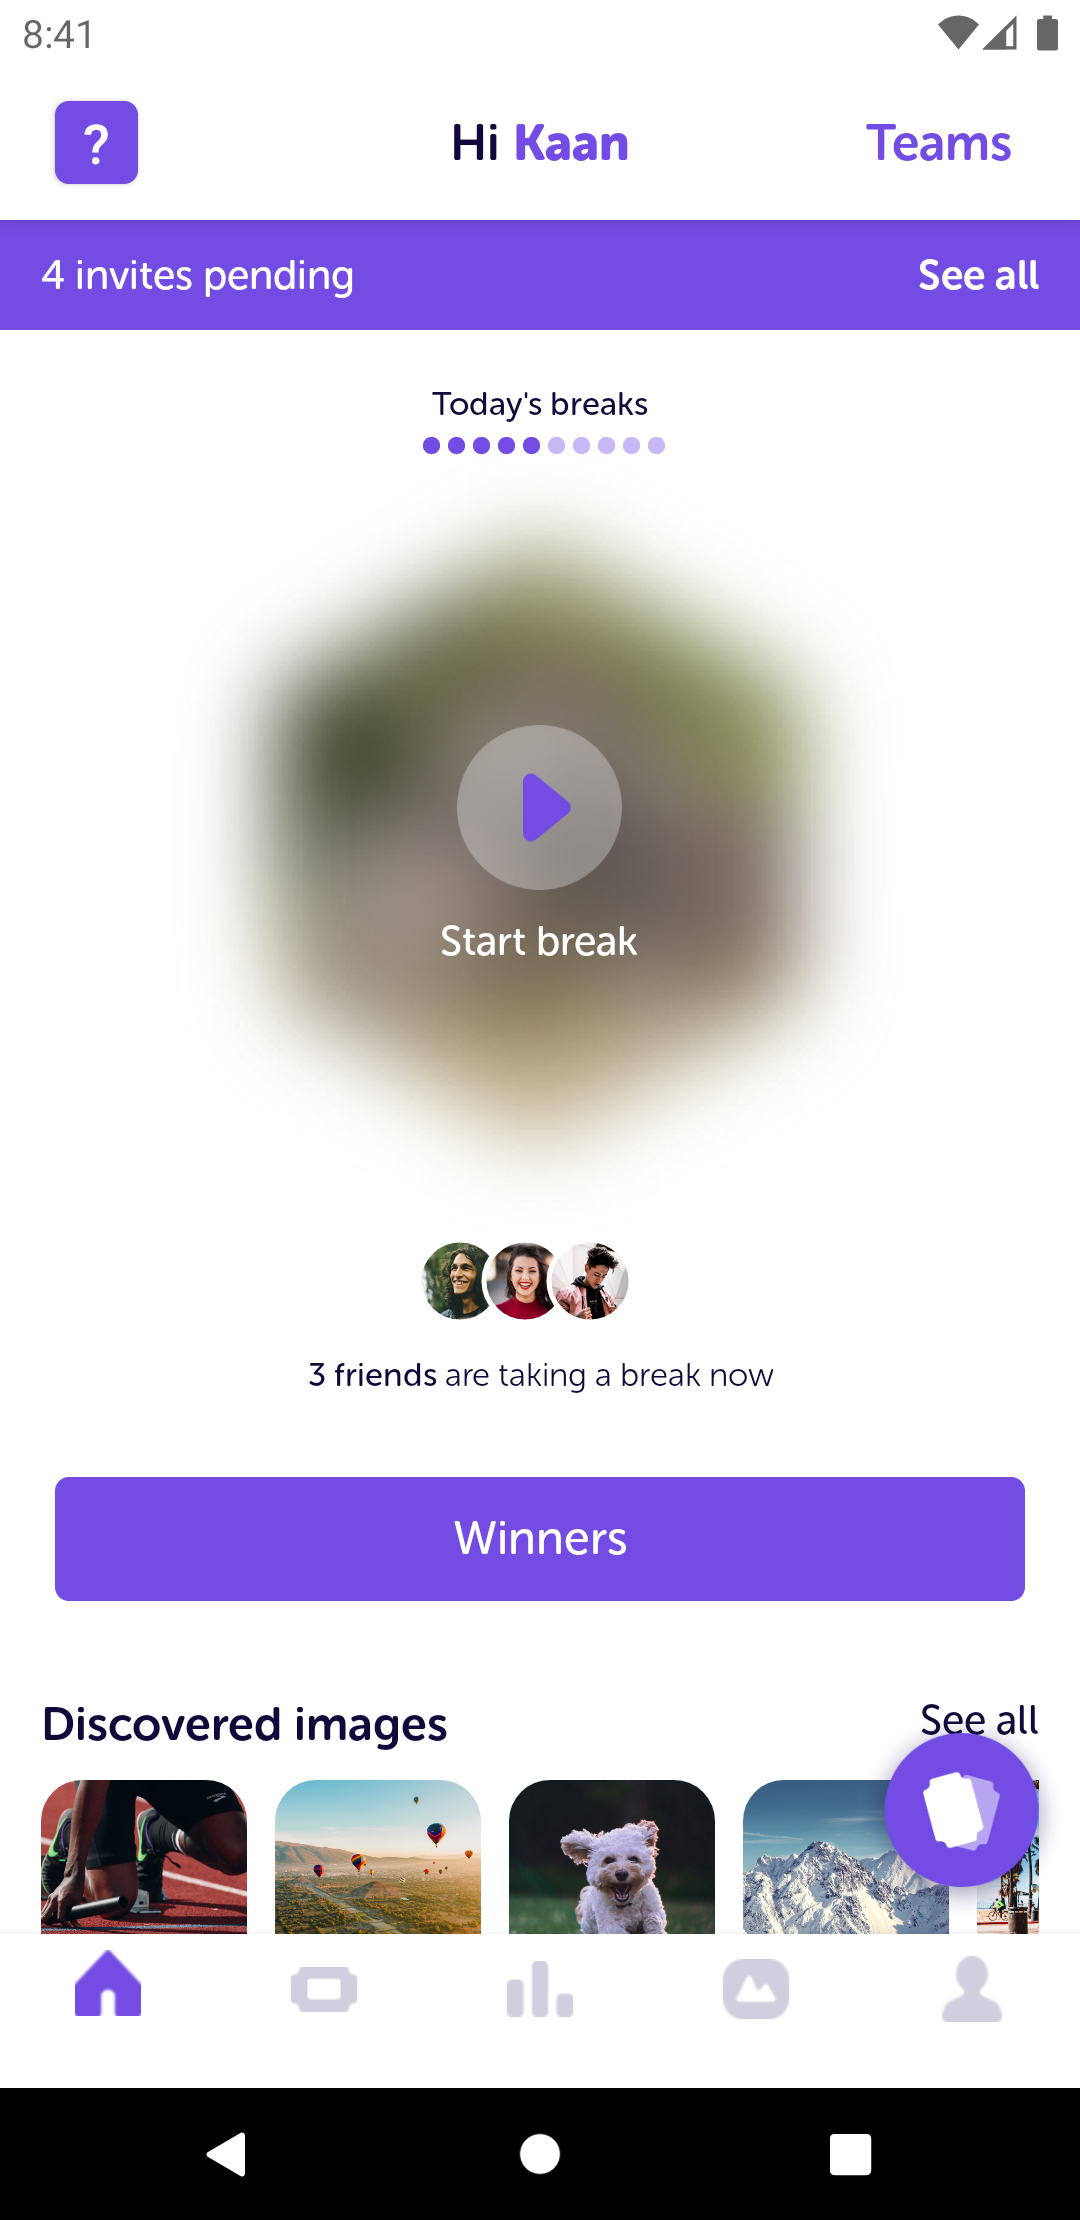 8:41
?
Hi Kaan
Teams
4 invites pending
See all
Today's breaks
Start break
3 friends are taking a break now
Winners
Discovered images
See all